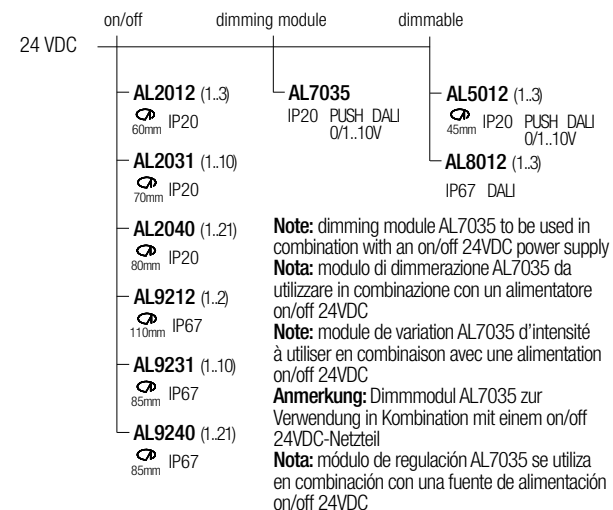 on/off dimming module dimmable
24 VDC
AL2012 (1..3)
60mm IP20
AL2031 (1..10)
70mm IP20
AL2040 (1..21)
80mm IP20
AL9212 (1..2)
110mm IP67
AL9231 (1..10)
85mm IP67
AL9240 (1..21)
85mm IP67
AL7035
IP20 PUSH DALI
0/1..10V
AL5012 (1..3)
45mm IP20 PUSH DALI
0/1..10V
AL8012 (1..3)
IP67 DALI
Note: dimming module AL7035 to be used in
combination with an on/off 24VDC power supply
Nota: modulo di dimmerazione AL7035 da
utilizzare in combinazione con un alimentatore
on/off 24VDC
Note: module de variation AL7035 d'intensité
à utiliser en combinaison avec une alimentation
on/off 24VDC
Anmerkung: Dimmmodul AL7035 zur
Verwendung in Kombination mit einem on/off
24VDC-Netzteil
Nota: módulo de regulación AL7035 se utiliza
en combinación con una fuente de alimentación
on/off 24VDC